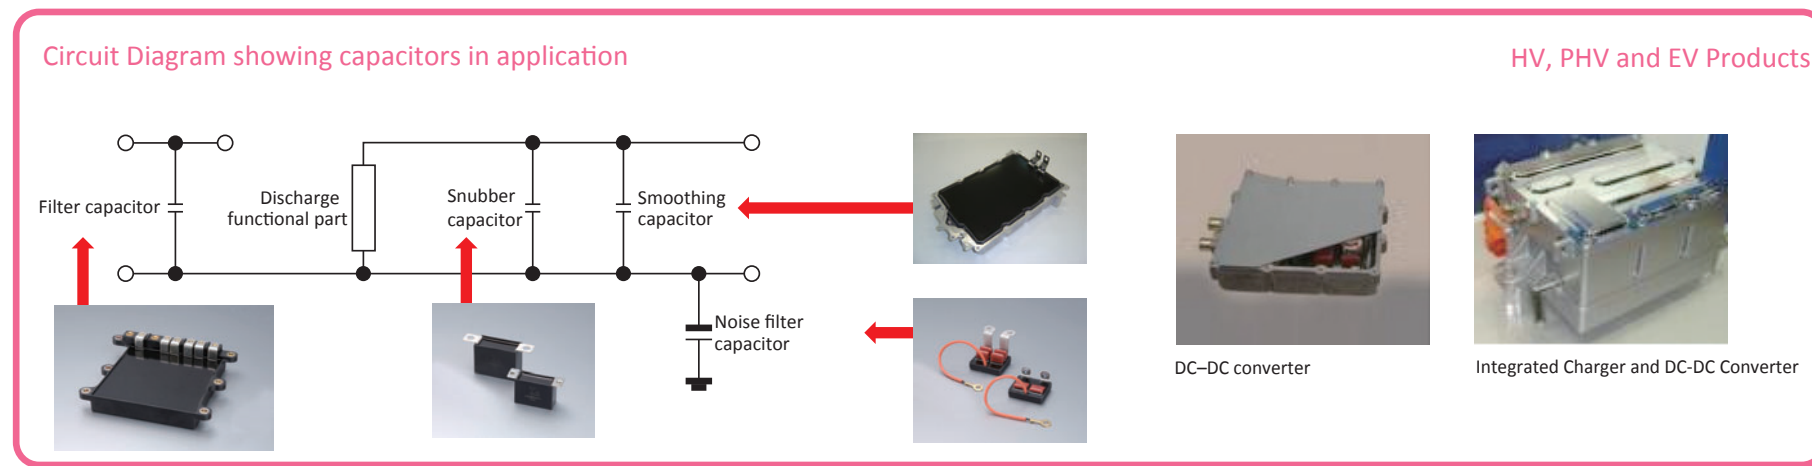 Circuit Diagram showing capacitors in application
HV, PHV and EV Products
Filter capacitor
Discharge
functional part
Snubber
capacitor
Smoothing
capacitor
Noise filter
capacitor
DC–DC converter
Integrated Charger and DC-DC Converter